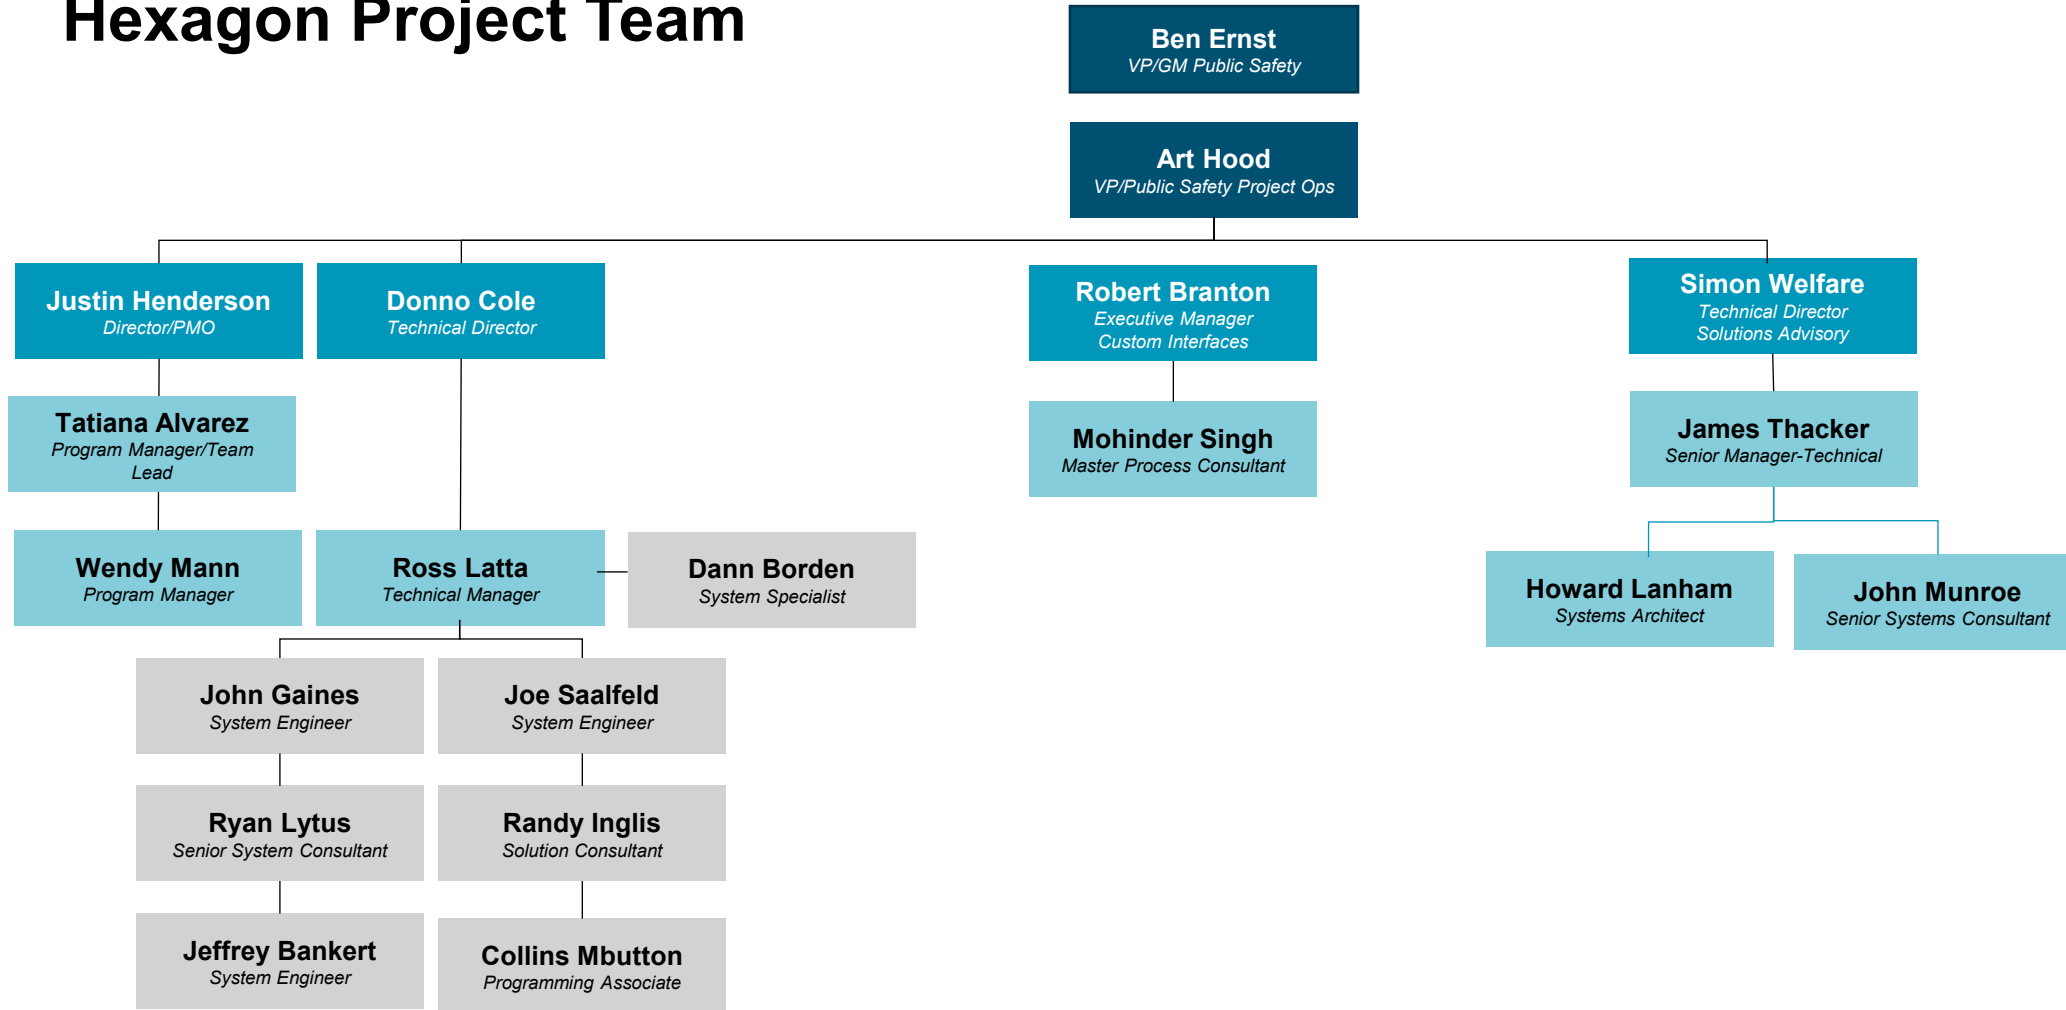 Hexagon Project Team
Ben Ernst
VP/GM Public Safety
Art Hood
VP/Public Safety Project Ops
Justin Henderson
Director/PMO
Donno Cole
Technical Director
Robert Branton
Executive Manager
Custom Interfaces
Simon Welfare
Technical Director
Solutions Advisory
Tatiana Alvarez
Program Manager/Team
Lead
Mohinder Singh
Master Process Consultant
James Thacker
Senior Manager-Technical
Wendy Mann
Program Manager
Ross Latta
Technical Manager
Dann Borden
System Specialist
Howard Lanham
Systems Architect
John Munroe
Senior Systems Consultant
John Gaines
System Engineer
Joe Saalfeld
System Engineer
Ryan Lytus
Senior System Consultant
Randy Inglis
Solution Consultant
Jeffrey Bankert
System Engineer
Collins Mbutton
Programming Associate